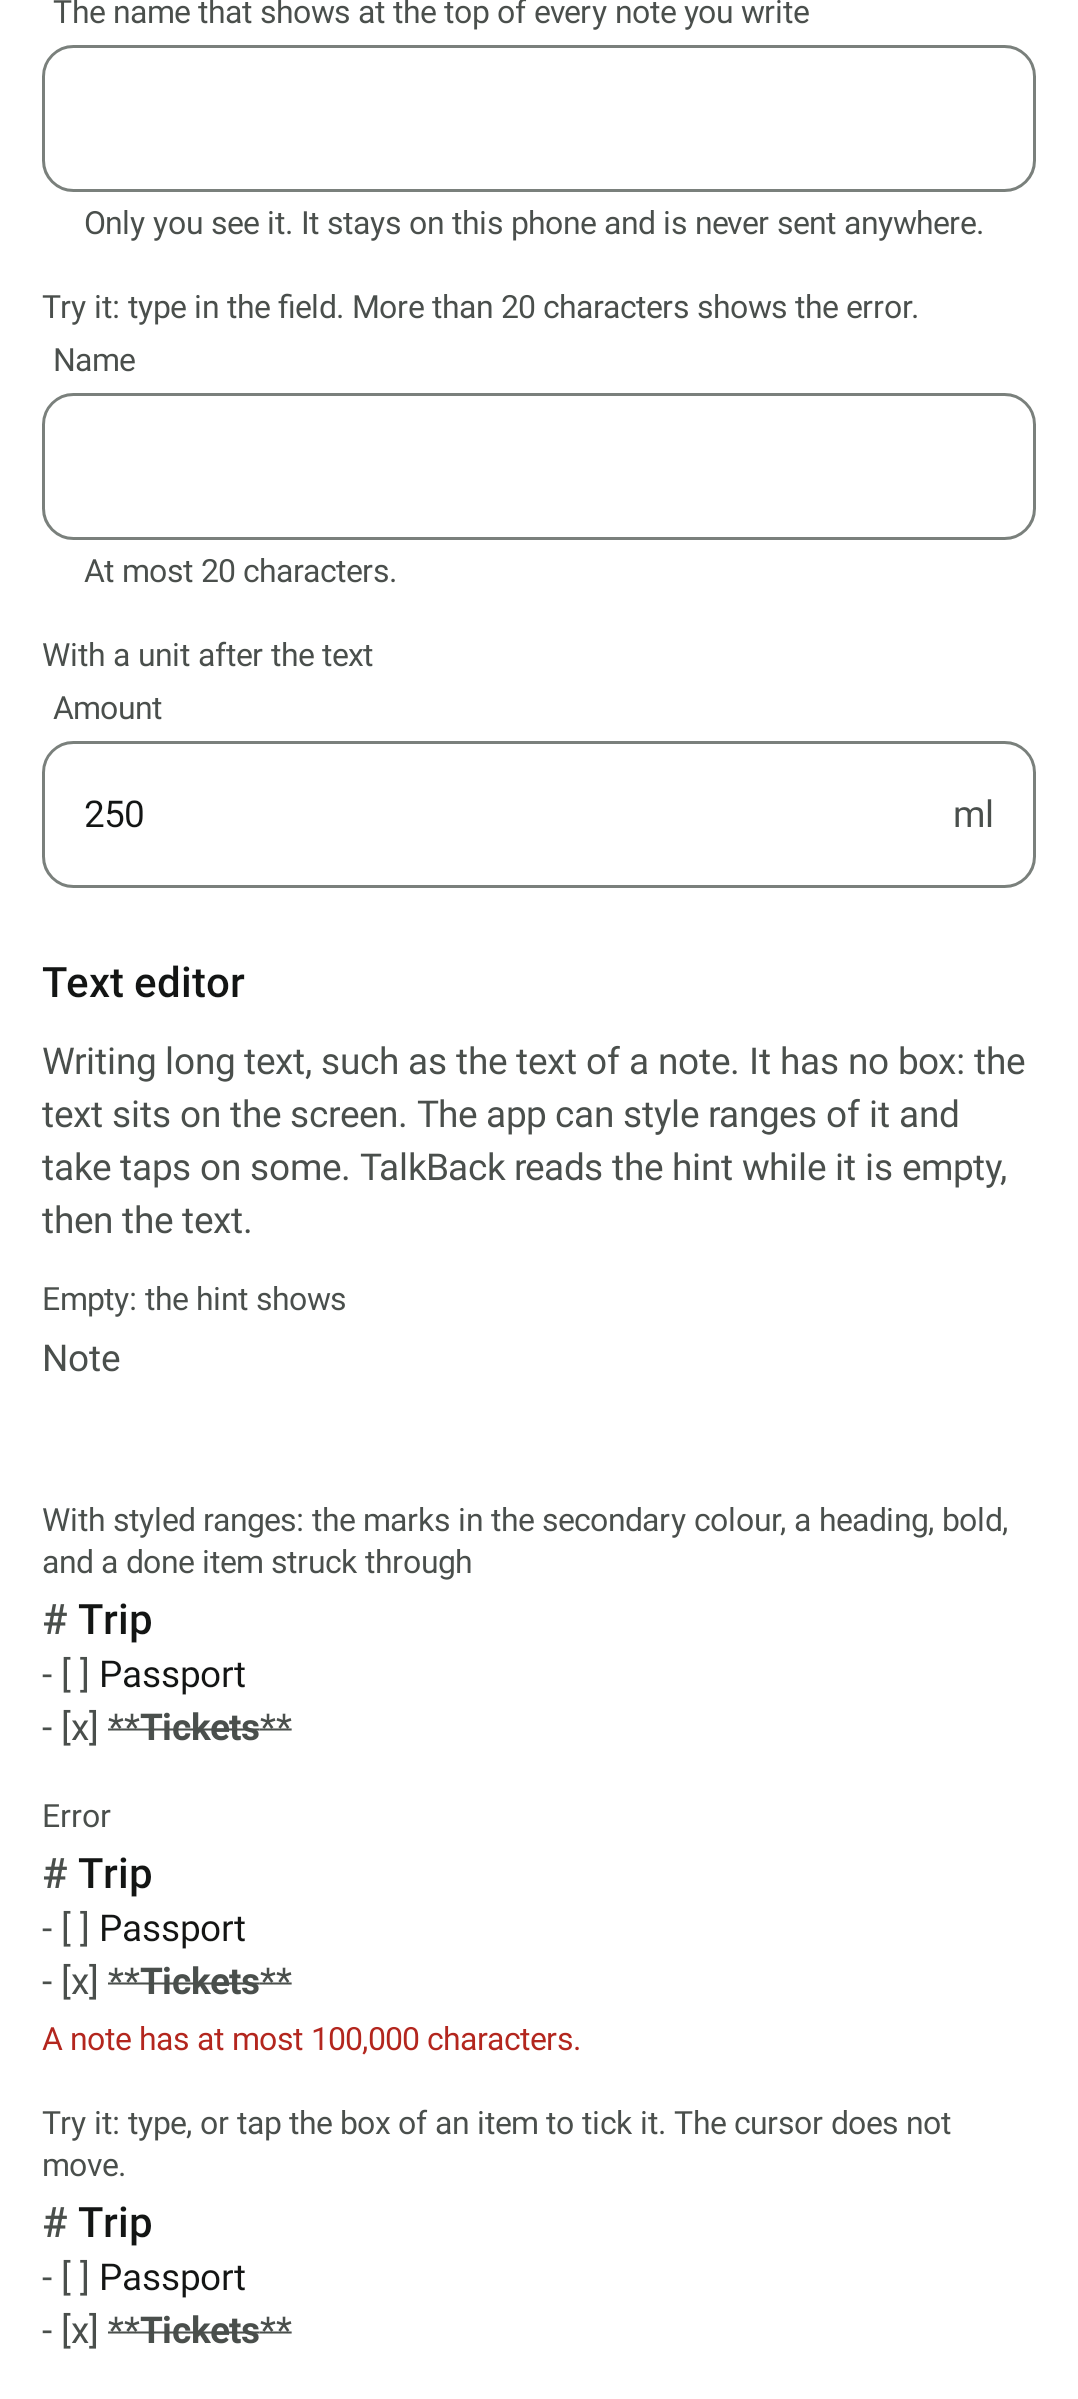 The name that shows at the top of every note you write
Only you see it. It stays on this phone and is never sent anywhere.
Try it: type in the field. More than 20 characters shows the error.
Name
At most 20 characters.
With a unit after the text
Amount
250 ml
Text editor
Writing long text, such as the text of a note. It has no box: the
text sits on the screen. The app can style ranges of it and
take taps on some. TalkBack reads the hint while it is empty,
then the text.
Empty: the hint shows
Note
With styled ranges: the marks in the secondary colour, a heading, bold,
and a done item struck through
# Trip
- [ ] Passport
- [x] **Tickets**
Error
# Trip
- [ ] Passport
- [x] **Tickets**
A note has at most 100,000 characters.
Try it: type, or tap the box of an item to tick it. The cursor does not
move.
# Trip
- [ ] Passport
- [x] **Tickets**